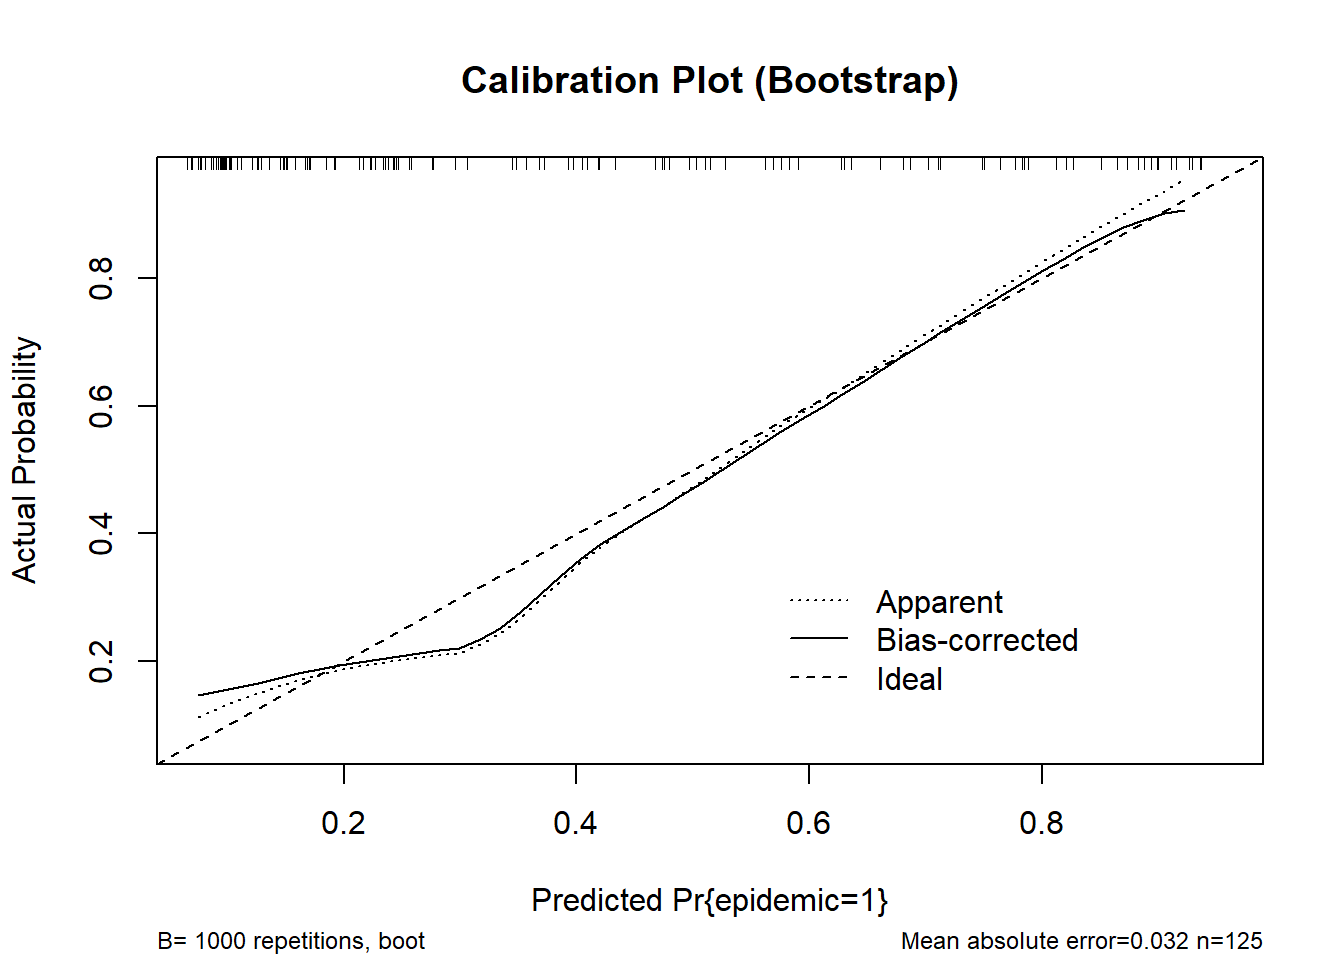 Calibration Plot (Bootstrap)
Actual Probability
0.8
0.6
0.4
0.2
Apparent
Bias-corrected
Ideal
0.2 0.4 0.6 0.8
Predicted Pr{epidemic=1}
B= 1000 repetitions, boot
Mean absolute error=0.032 n=125